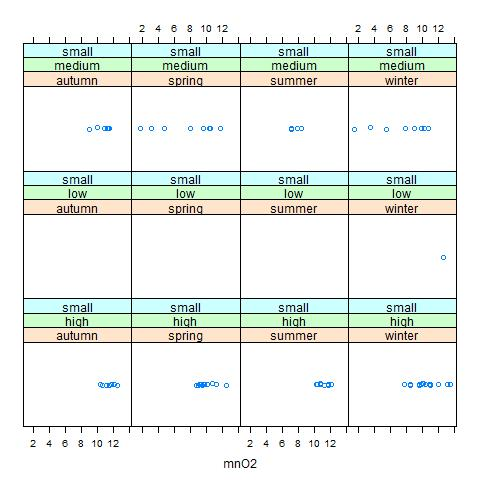 2 4 6 8 10 12 2 4 6 8 10 12
small small small small
medium medium medium medium
autumn spring summer winter
small small small small
low low low low
autumn spring summer winter
small small small small
high high high high
autumn spring summer winter
2 4 6 8 10 12 2 4 6 8 10 12
mnO2